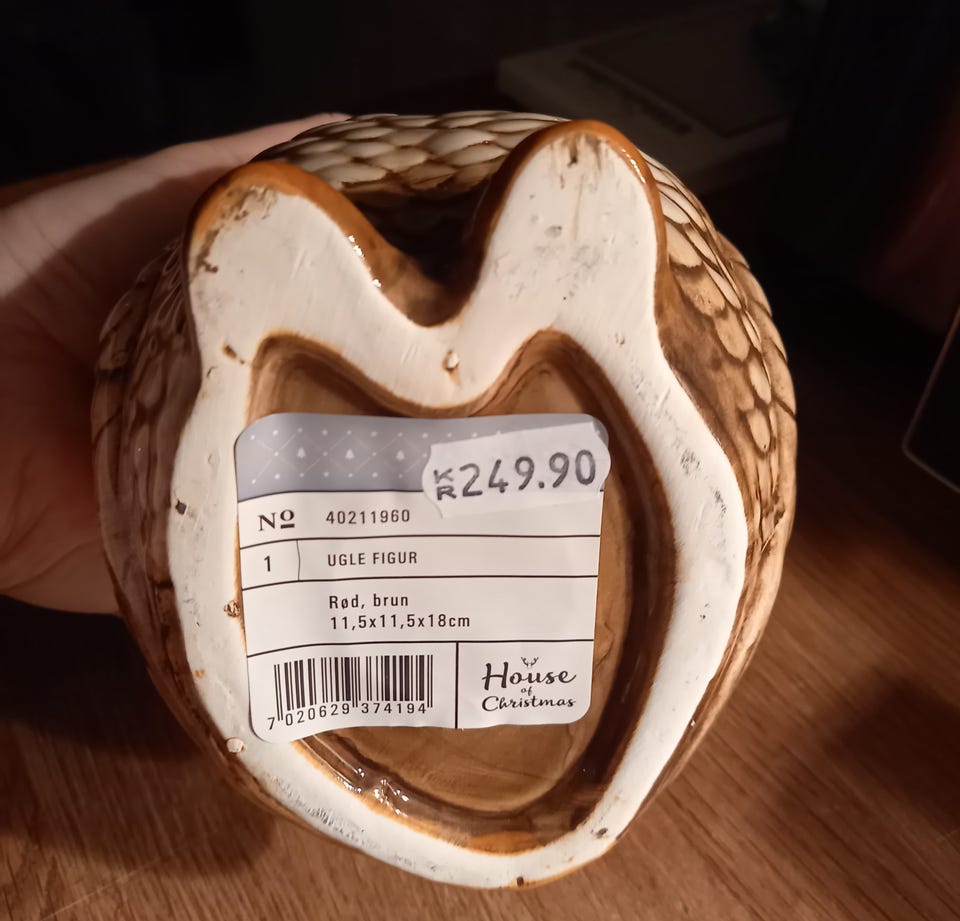 KR249.90
Nº 40211960
1 UGLE FIGUR
Rød, brun
11,5x11,5x18cm
7 020629 374194
House
of
Christmas